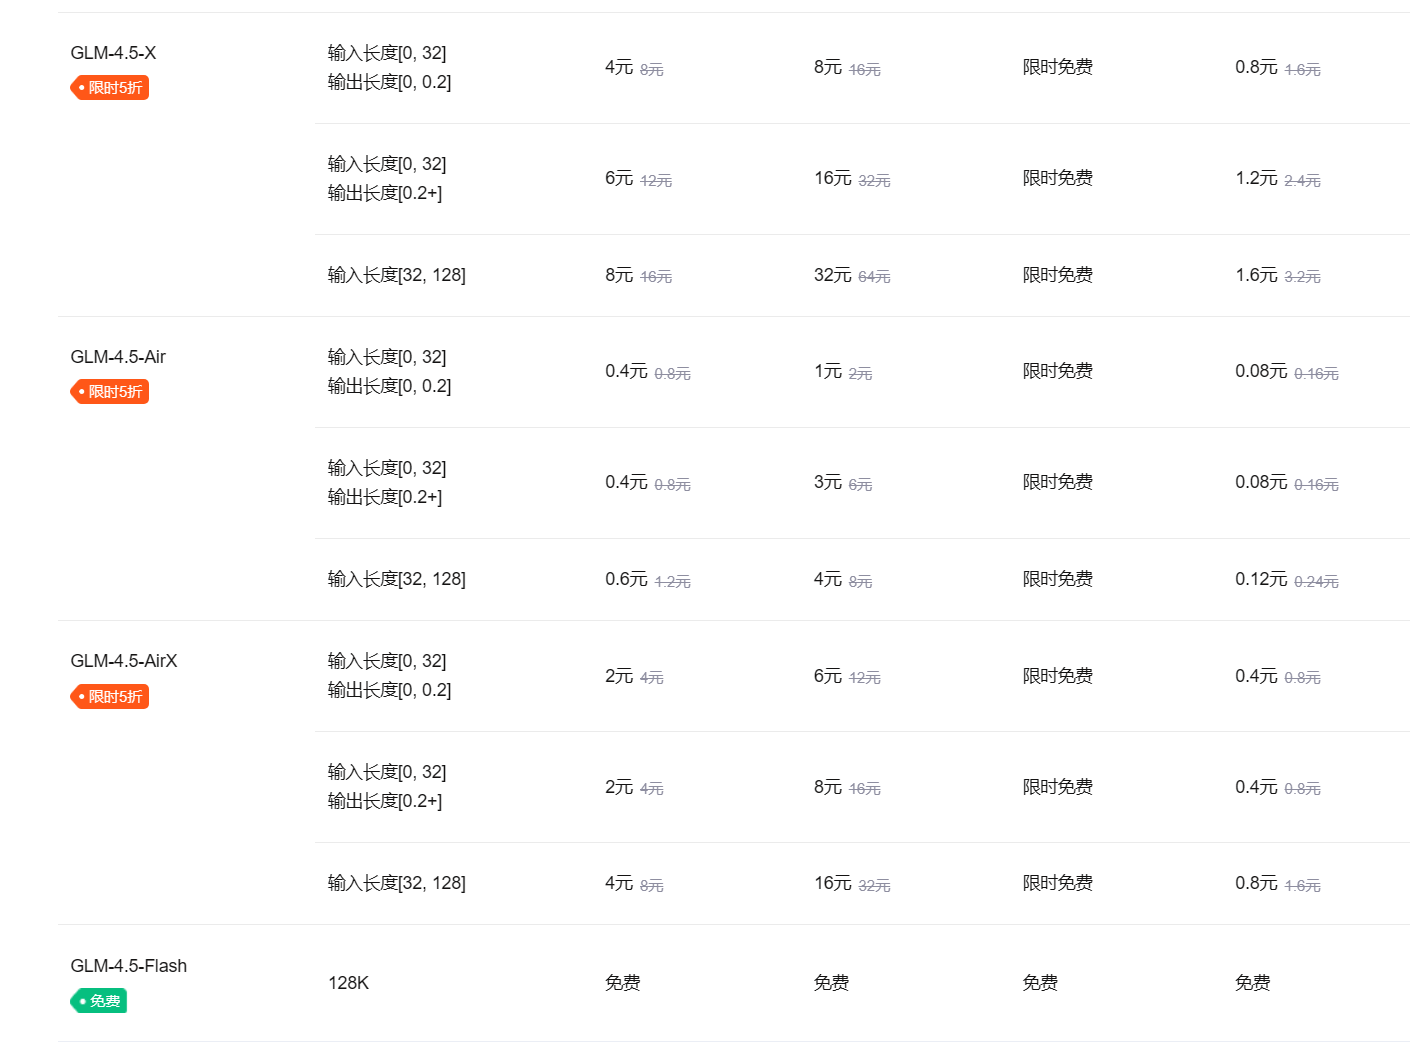 GLM-4.5-X
限时5折
输入长度[0, 32]
输出长度[0, 0.2]
4元 8元
8元 16元
限时免费
0.8元 1.6元
输入长度[0, 32]
输出长度[0.2+]
6元 12元
16元 32元
限时免费
1.2元 2.4元
输入长度[32, 128]
8元 16元
32元 64元
限时免费
1.6元 3.2元
GLM-4.5-Air
限时5折
输入长度[0, 32]
输出长度[0, 0.2]
0.4元 0.8元
1元 2元
限时免费
0.08元 0.16元
输入长度[0, 32]
输出长度[0.2+]
0.4元 0.8元
3元 6元
限时免费
0.08元 0.16元
输入长度[32, 128]
0.6元 1.2元
4元 8元
限时免费
0.12元 0.24元
GLM-4.5-AirX
限时5折
输入长度[0, 32]
输出长度[0, 0.2]
2元 4元
6元 12元
限时免费
0.4元 0.8元
输入长度[0, 32]
输出长度[0.2+]
2元 4元
8元 16元
限时免费
0.4元 0.8元
输入长度[32, 128]
4元 8元
16元 32元
限时免费
0.8元 1.6元
GLM-4.5-Flash
免费
128K
免费
免费
免费
免费